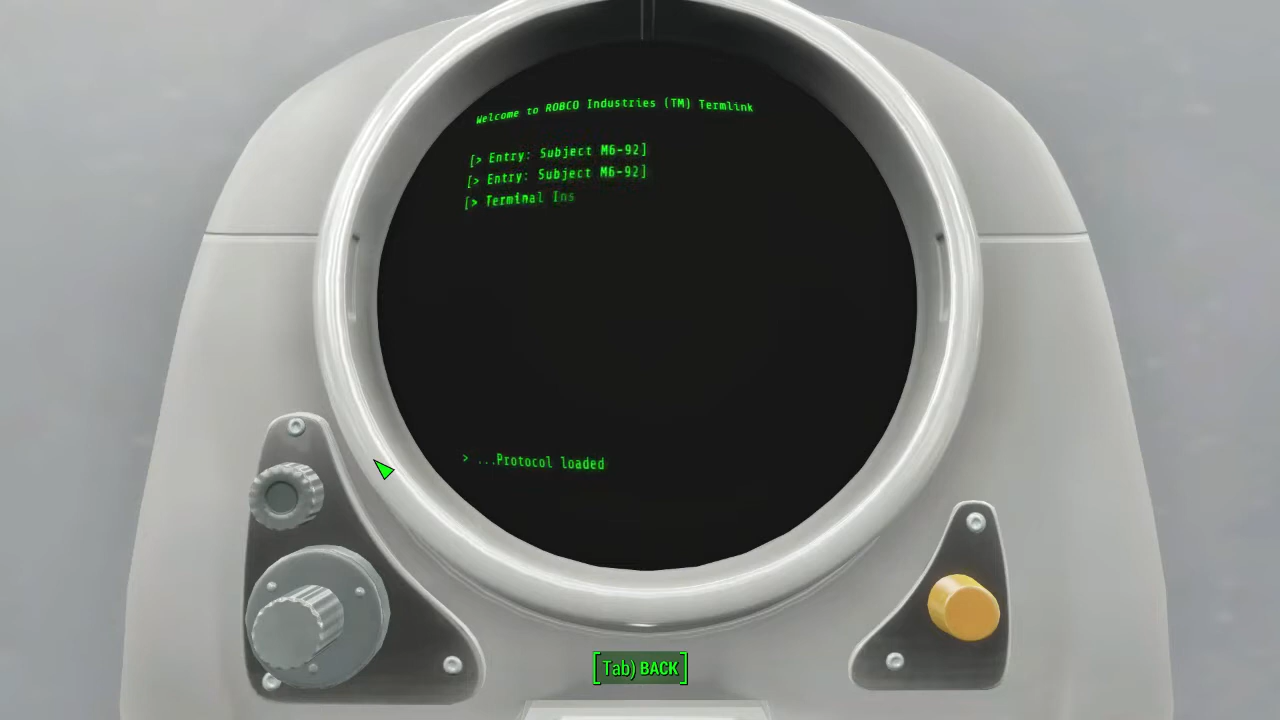 Welcome to ROBCO Industries (TM) Termlink
[> Entry: Subject M6-92]
[> Entry: Subject M6-92]
[> Terminal Ins
> ...Protocol loaded
[Tab) BACK]